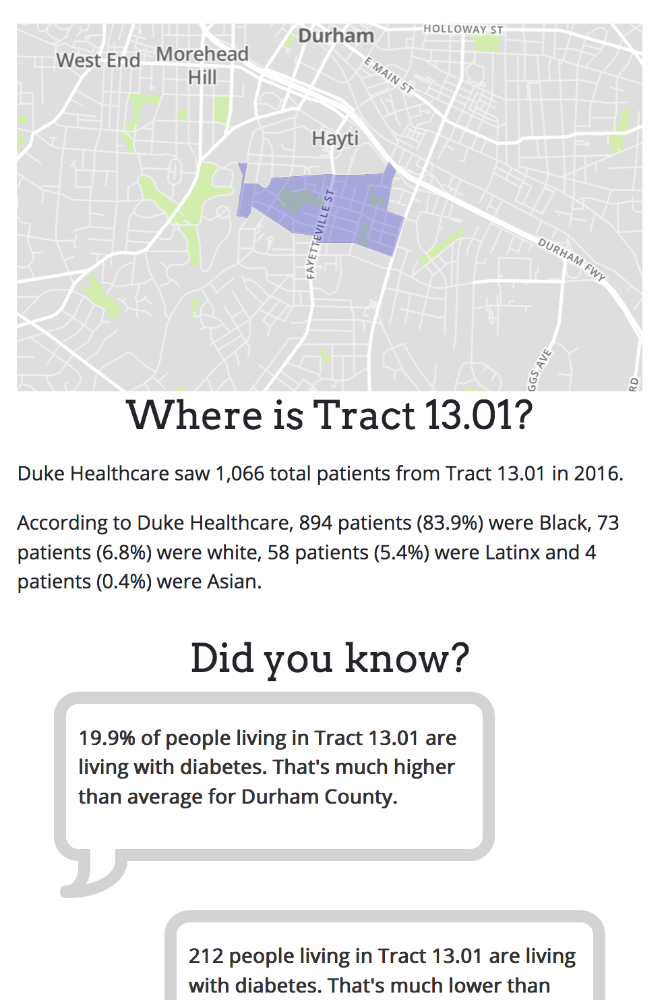 Durham
HOLLOWAY ST
West End
Morehead
Hill
E MAIN ST
Hayti
FAYETTEVILLE ST
DURHAM FWY
GGS AVE
RD
Where is Tract 13.01?
Duke Healthcare saw 1,066 total patients from Tract 13.01 in 2016.
According to Duke Healthcare, 894 patients (83.9%) were Black, 73
patients (6.8%) were white, 58 patients (5.4%) were Latinx and 4
patients (0.4%) were Asian.
Did you know?
19.9% of people living in Tract 13.01 are
living with diabetes. That's much higher
than average for Durham County.
212 people living in Tract 13.01 are living
with diabetes. That's much lower than